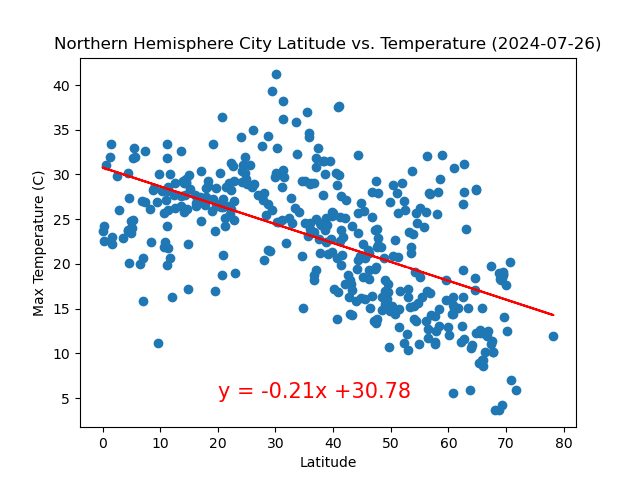 Northern Hemisphere City Latitude vs. Temperature (2024-07-26)
40
35
30
25
20
15
10
5
Max Temperature (C)
y = -0.21x +30.78
0 10 20 30 40 50 60 70 80
Latitude